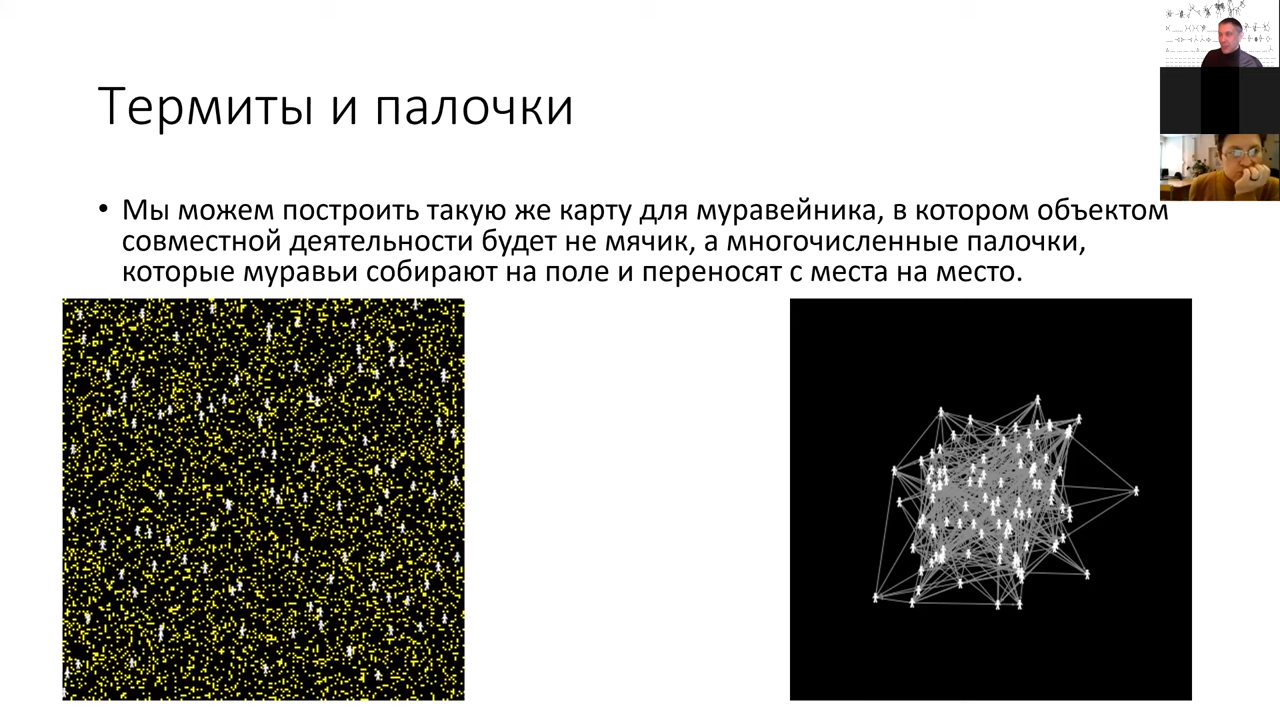 Термиты и палочки
• Мы можем построить такую же карту для муравейника, в котором объектом
совместной деятельности будет не мячик, а многочисленные палочки,
которые муравьи собирают на поле и переносят с места на место.